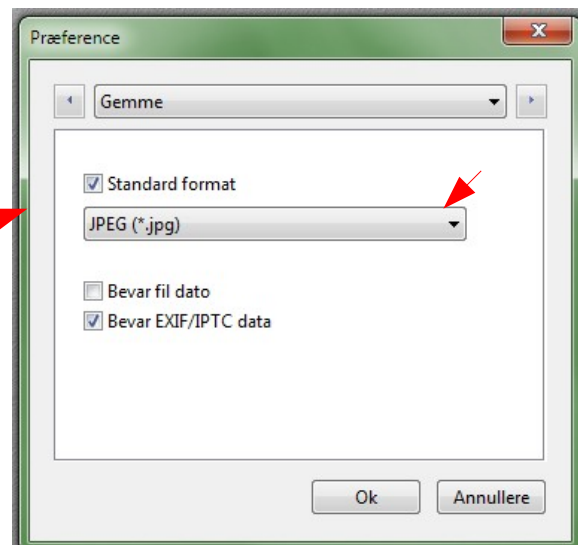 Præference
Gemme
Standard format
JPEG (*.jpg)
Bevar fil dato
Bevar EXIF/IPTC data
Ok
Annullere